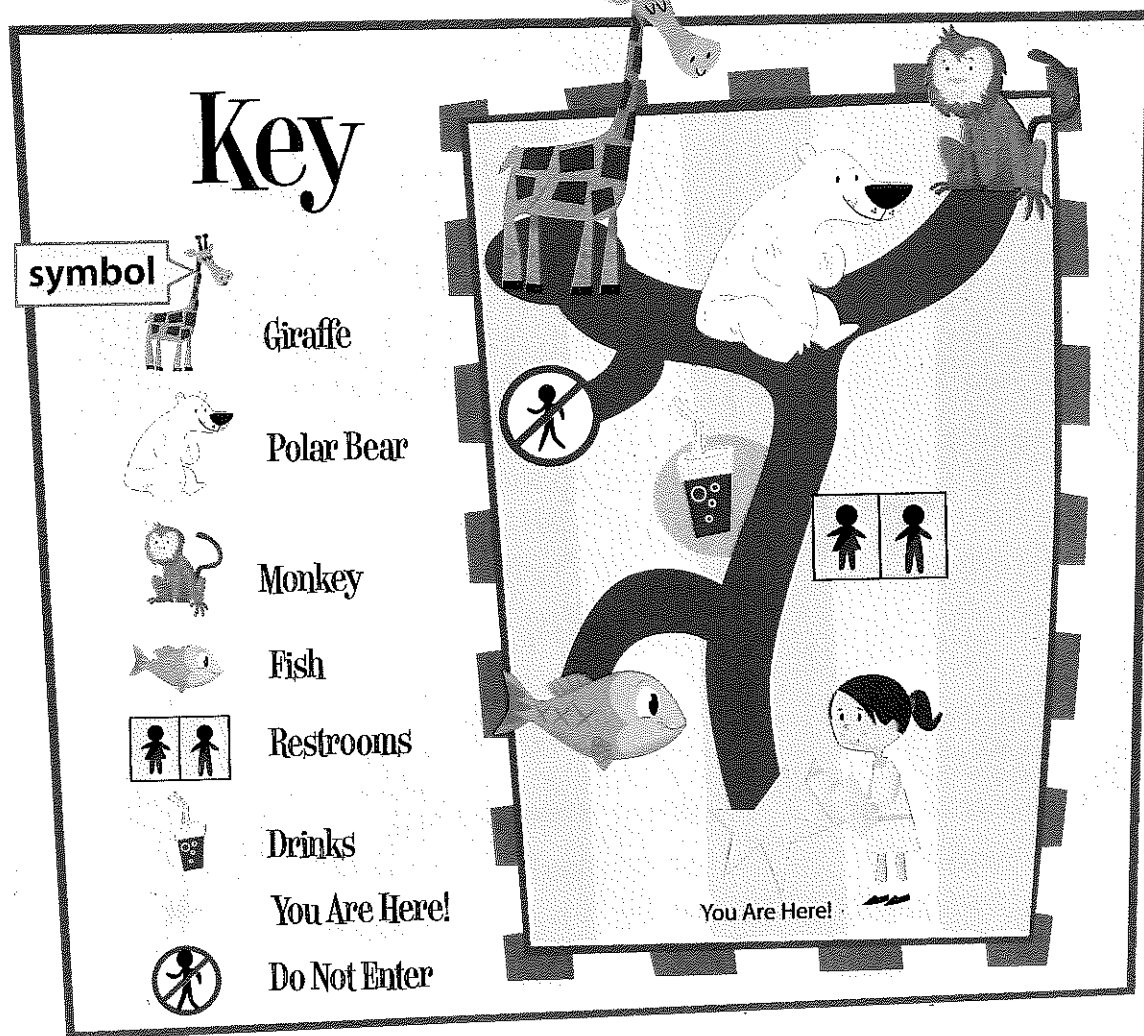 Key
symbol
Giraffe
Polar Bear
Monkey
Fish
Restrooms
Drinks
You Are Here!
Do Not Enter
You Are Here!